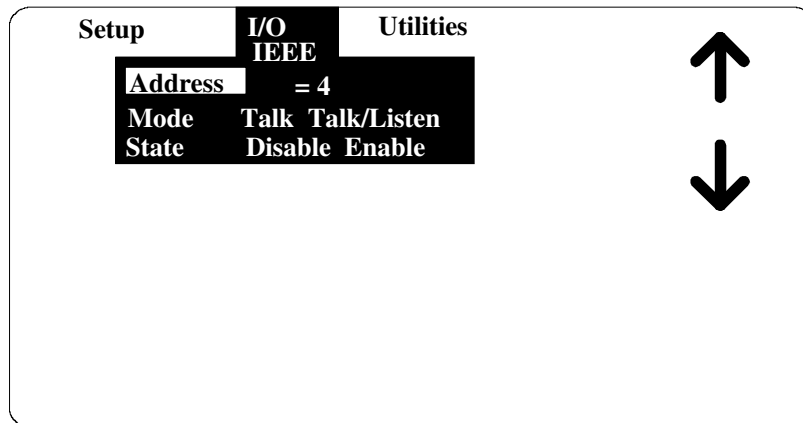 Setup I/O Utilities
IEEE
Address = 4
Mode Talk Talk/Listen
State Disable Enable